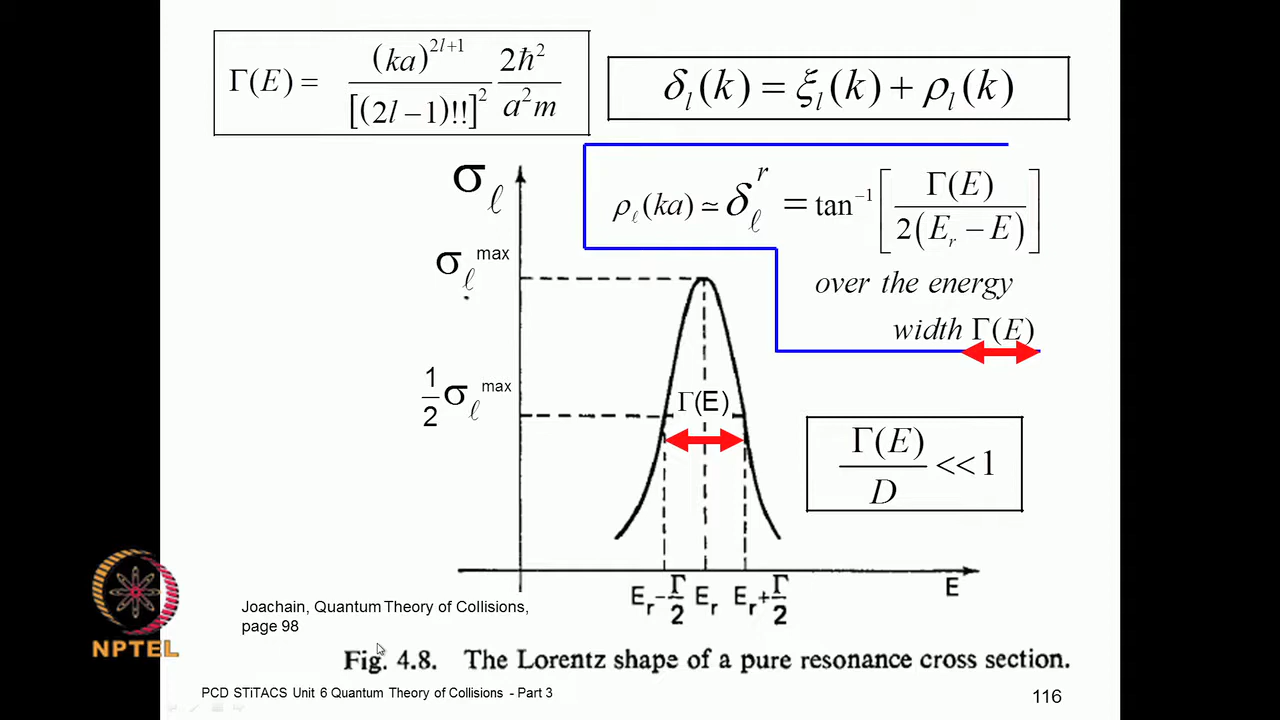 Γ(E) = (ka)^{2l+1} / [(2l−1)!!]^2 2ħ^2 / a^2m
δ_l(k) = ξ_l(k) + ρ_l(k)
ρ_ℓ(ka) ≃ δ_ℓ^r = tan^{−1} [Γ(E) / 2(E_r − E)]
over the energy
width Γ(E)
σ_ℓ
σ_ℓ^max
1/2 σ_ℓ^max
Γ(E)
Γ(E) / D <<1
E_r−Γ/2 E_r E_r+Γ/2 E
Joachain, Quantum Theory of Collisions,
page 98
NPTEL
Fig. 4.8. The Lorentz shape of a pure resonance cross section.
PCD STiTACS Unit 6 Quantum Theory of Collisions - Part 3
116